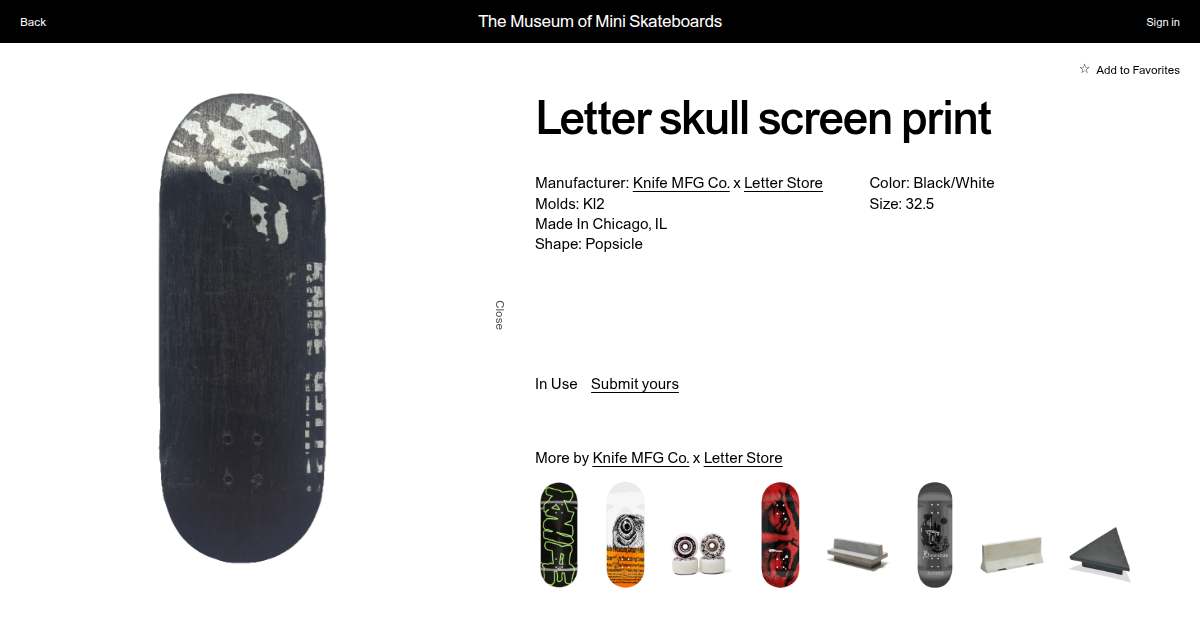 Back
The Museum of Mini Skateboards
Sign in
☆ Add to Favorites
Letter skull screen print
Manufacturer: Knife MFG Co. x Letter Store
Molds: Kl2
Made In Chicago, IL
Shape: Popsicle
Color: Black/White
Size: 32.5
Close
In Use Submit yours
More by Knife MFG Co. x Letter Store